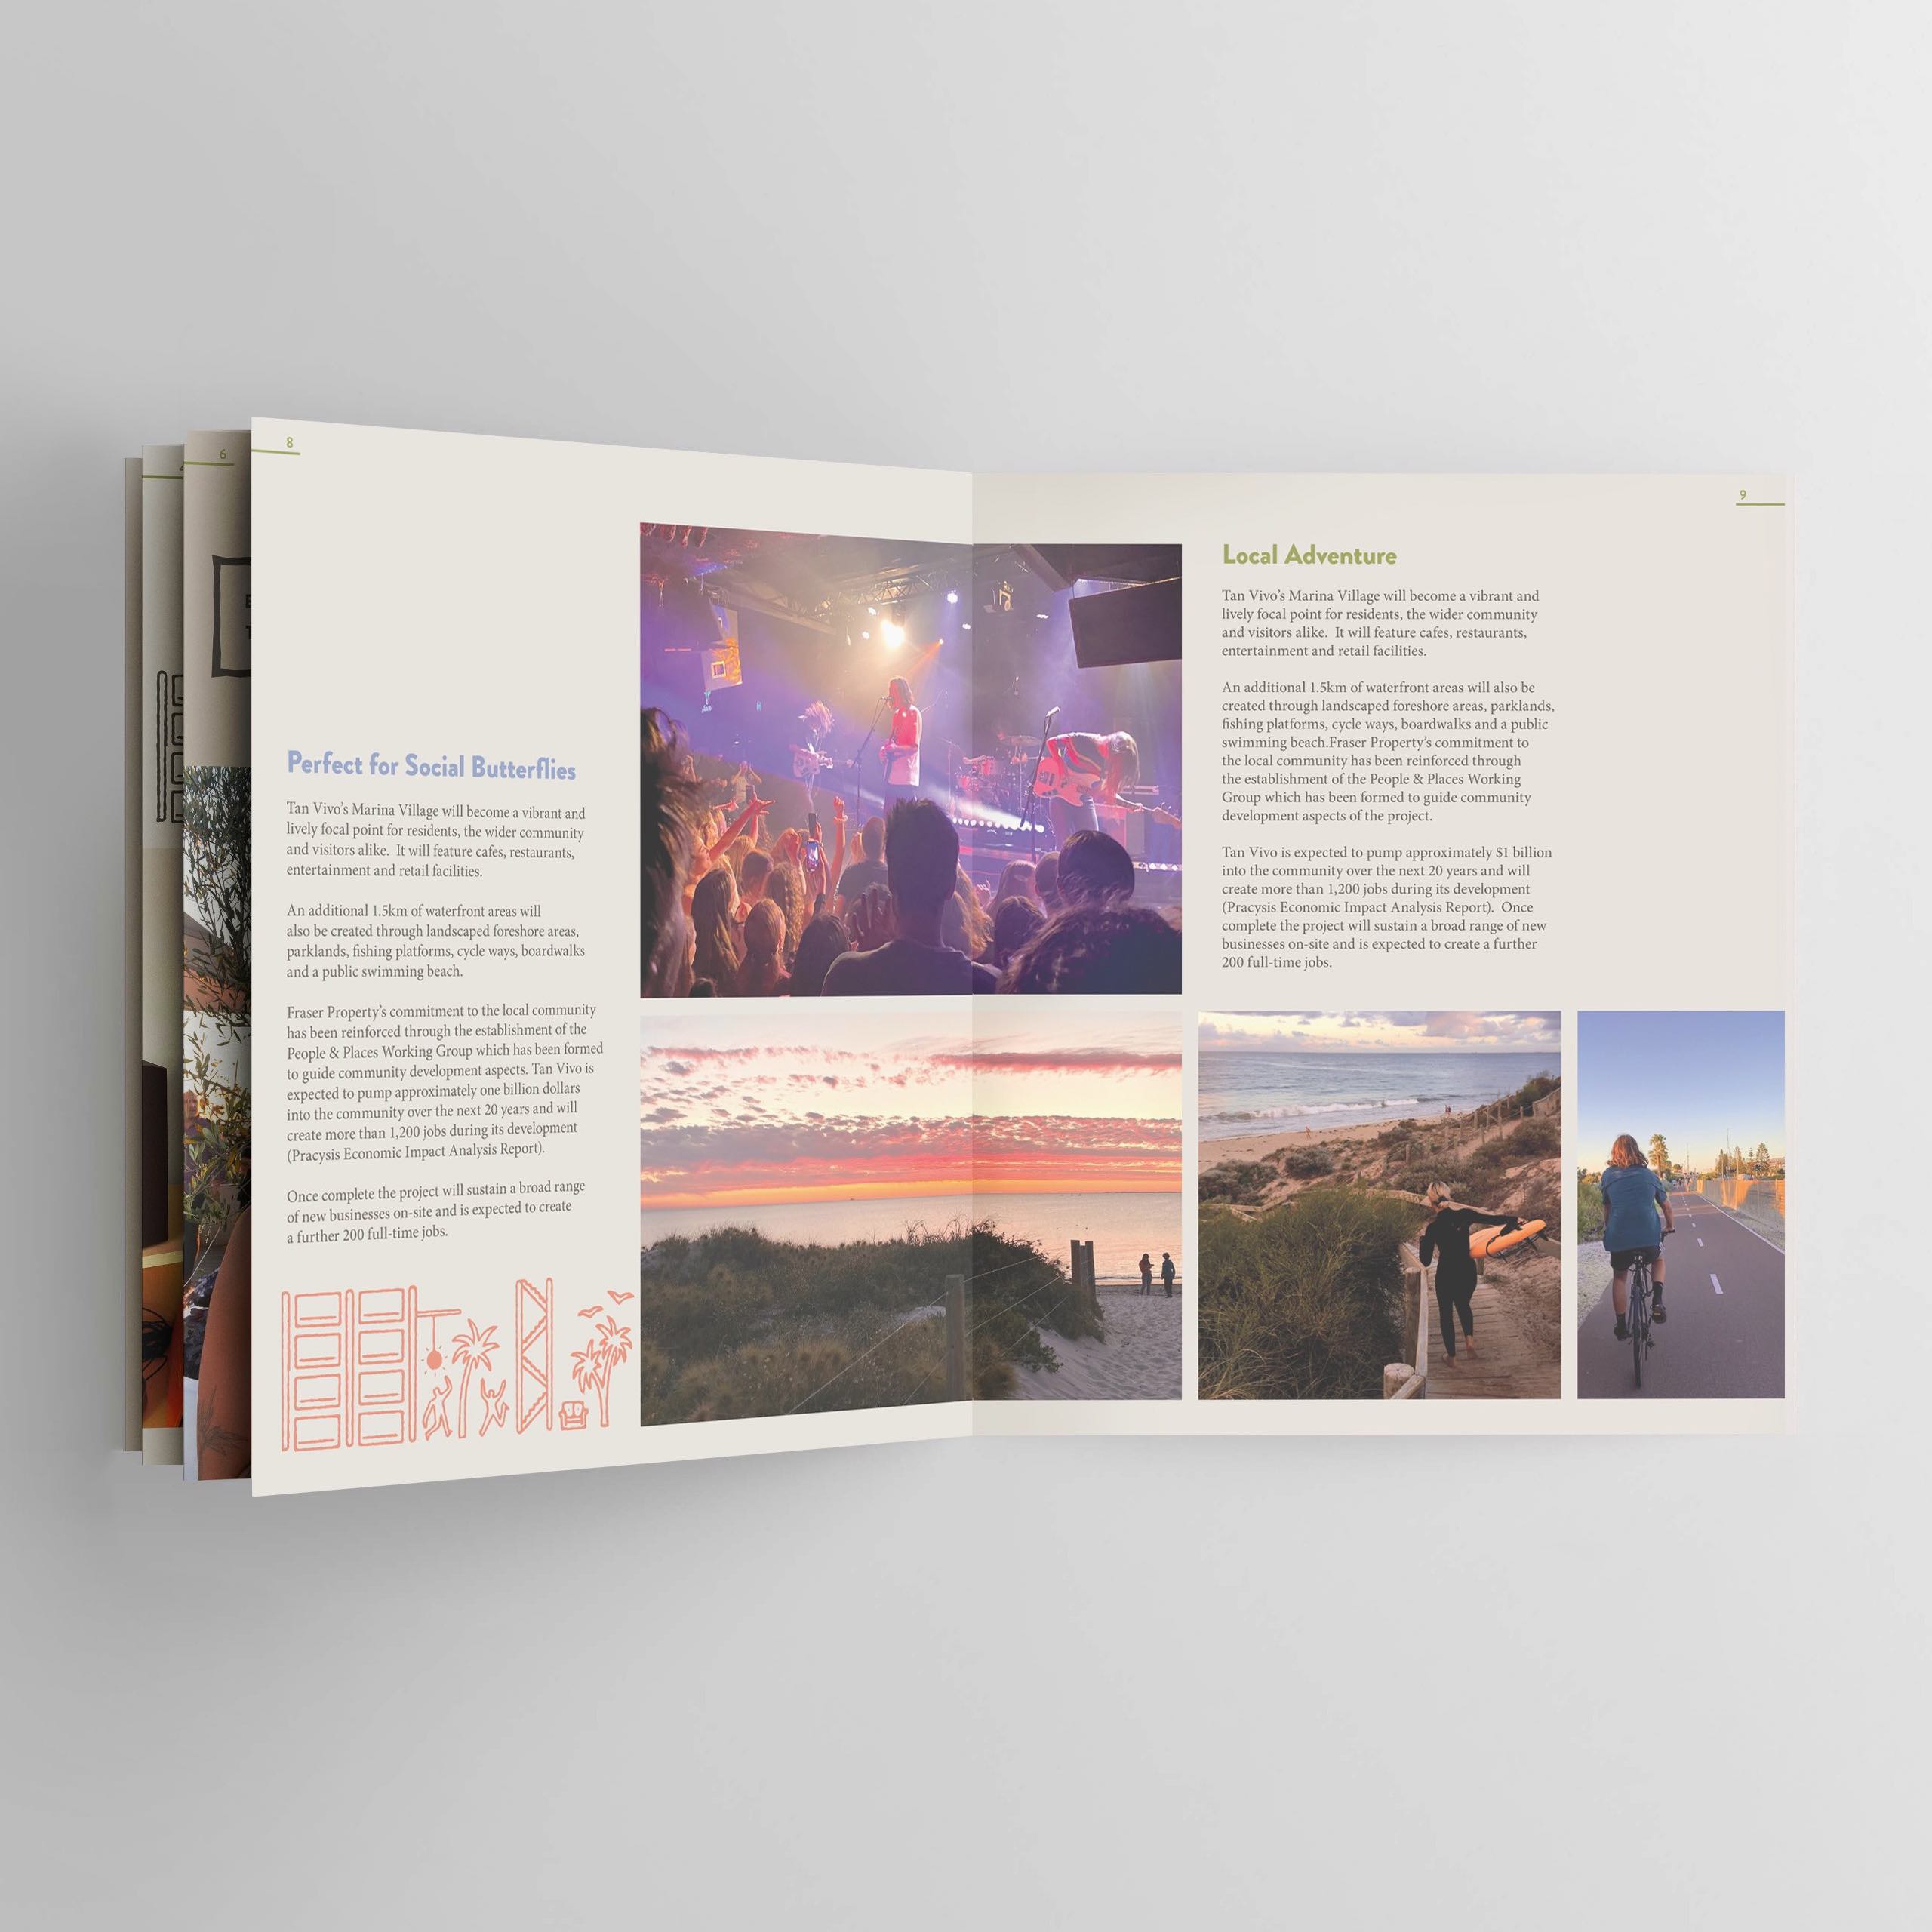 8
6
Perfect for Social Butterflies
Tan Vivo's Marina Village will become a vibrant and
lively focal point for residents, the wider community
and visitors alike.  It will feature cafes, restaurants,
entertainment and retail facilities.
An additional 1.5km of waterfront areas will
also be created through landscaped foreshore areas,
parklands, fishing platforms, cycle ways, boardwalks
and a public swimming beach.
Fraser Property's commitment to the local community
has been reinforced through the establishment of the
People & Places Working Group which has been formed
to guide community development aspects. Tan Vivo is
expected to pump approximately one billion dollars
into the community over the next 20 years and will
create more than 1,200 jobs during its development
(Pracysis Economic Impact Analysis Report).
Once complete the project will sustain a broad range
of new businesses on-site and is expected to create
a further 200 full-time jobs.
9
Local Adventure
Tan Vivo's Marina Village will become a vibrant and
lively focal point for residents, the wider community
and visitors alike.  It will feature cafes, restaurants,
entertainment and retail facilities.
An additional 1.5km of waterfront areas will also be
created through landscaped foreshore areas, parklands,
fishing platforms, cycle ways, boardwalks and a public
swimming beach.Fraser Property's commitment to
the local community has been reinforced through
the establishment of the People & Places Working
Group which has been formed to guide community
development aspects of the project.
Tan Vivo is expected to pump approximately $1 billion
into the community over the next 20 years and will
create more than 1,200 jobs during its development
(Pracysis Economic Impact Analysis Report).  Once
complete the project will sustain a broad range of new
businesses on-site and is expected to create a further
200 full-time jobs.